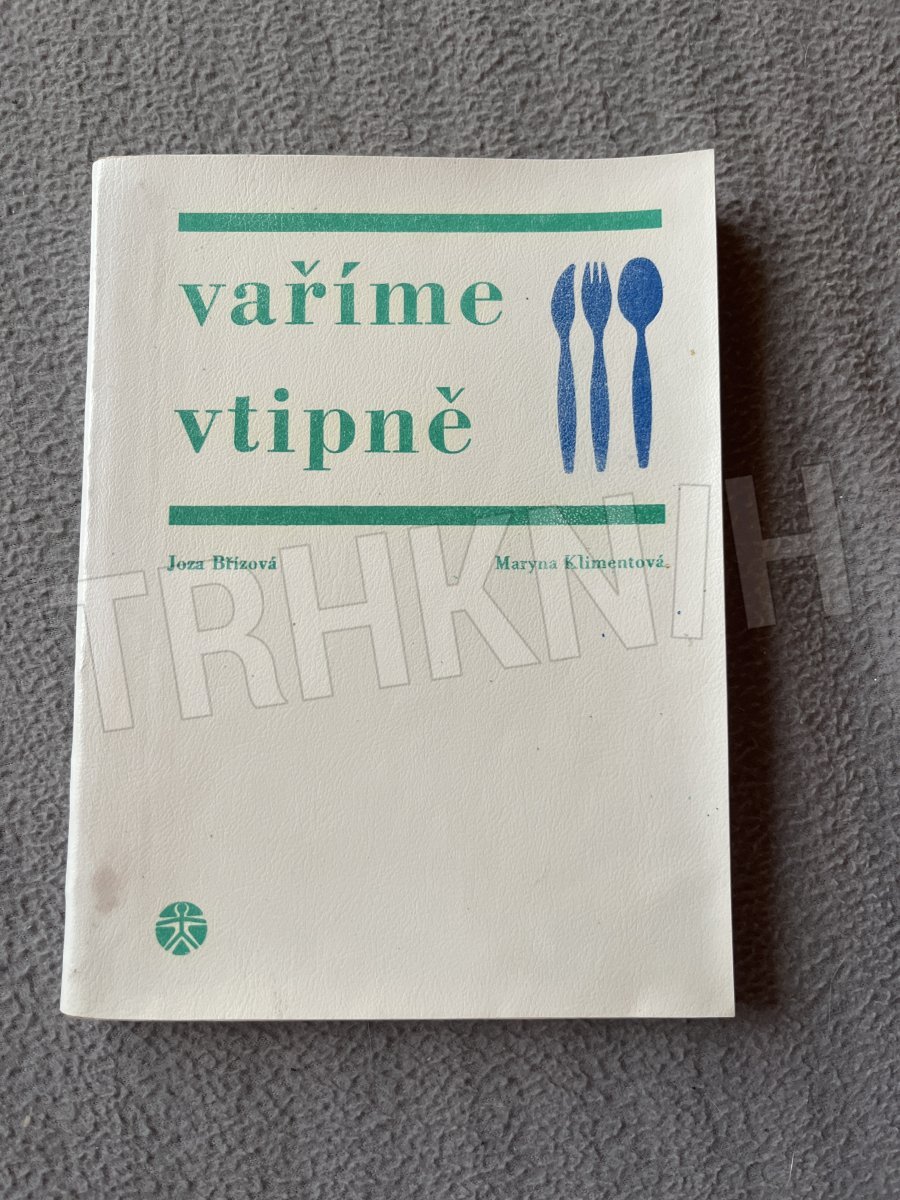 vaříme
vtipně
Joza Břízová Maryna Klimentová
TRHKNIH